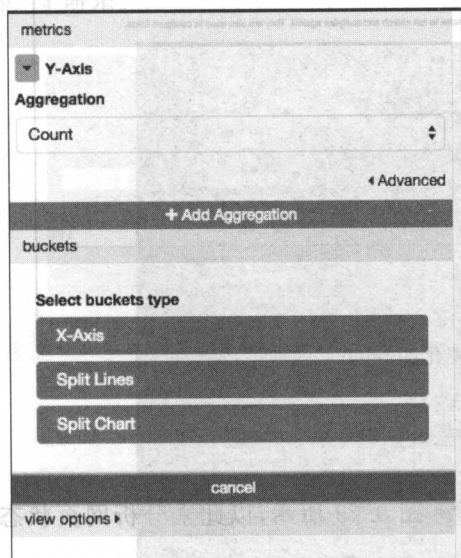 metrics
Y-Axis
Aggregation
Count
Advanced
+ Add Aggregation
buckets
Select buckets type
X-Axis
Split Lines
Split Chart
cancel
view options